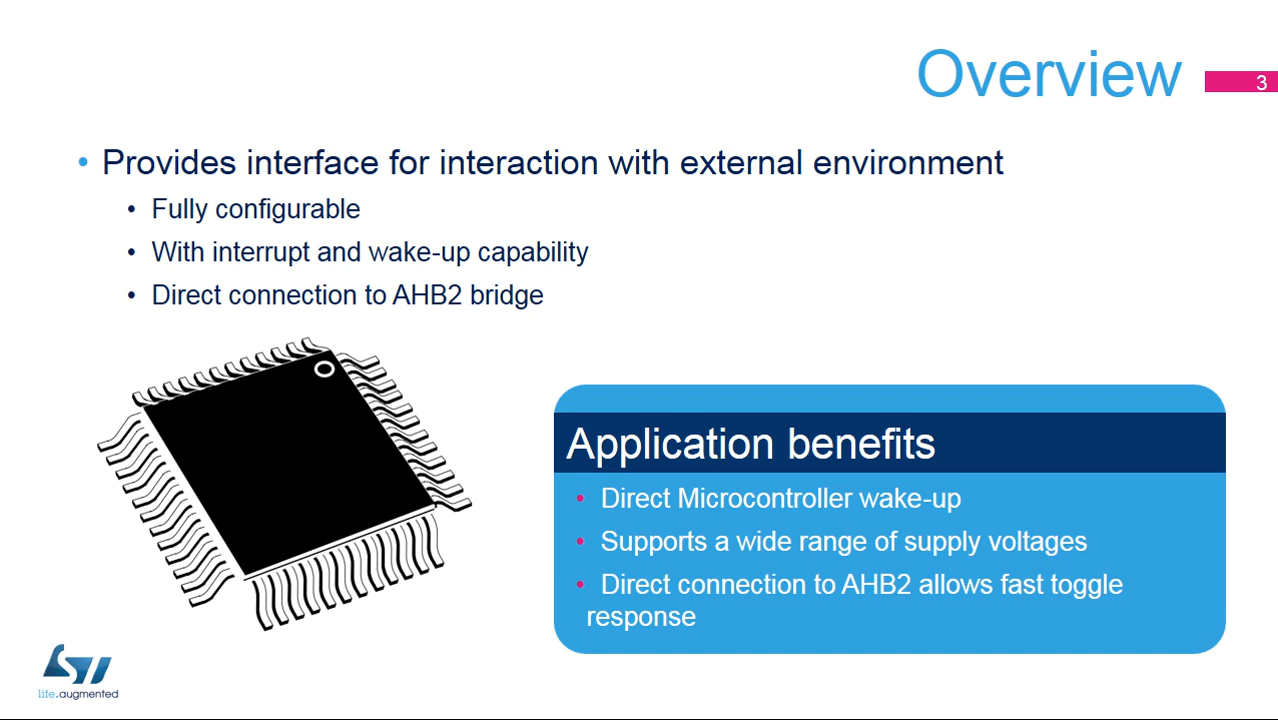 Overview
3
• Provides interface for interaction with external environment
• Fully configurable
• With interrupt and wake-up capability
• Direct connection to AHB2 bridge
Application benefits
• Direct Microcontroller wake-up
• Supports a wide range of supply voltages
• Direct connection to AHB2 allows fast toggle
response
ST
life.augmented